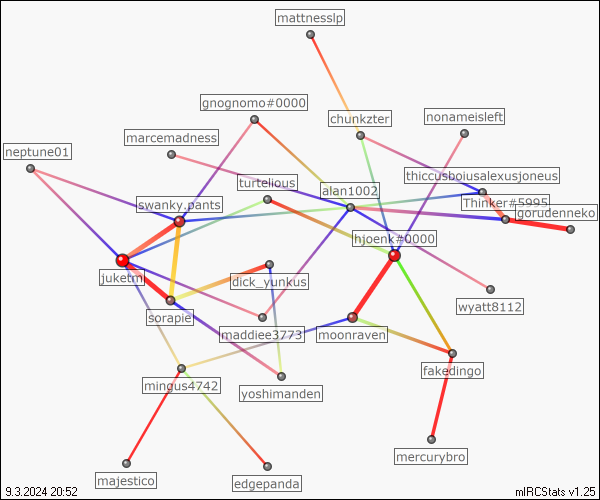 mattnesslp
gnognomo#0000
chunkzter
nonameisleft
marcemadness
neptune01
thiccusboiusalexusjoneus
turtelious
alan1002
swanky.pants
Thinker#5995
gorudenneko
hjoenk#0000
juketni
dick_yunkus
wyatt8112
sorapie
maddiee3773
moonraven
fakedingo
mingus4742
yoshimanden
mercurybro
majestico
edgepanda
9.3.2024 20:52
mIRCStats v1.25